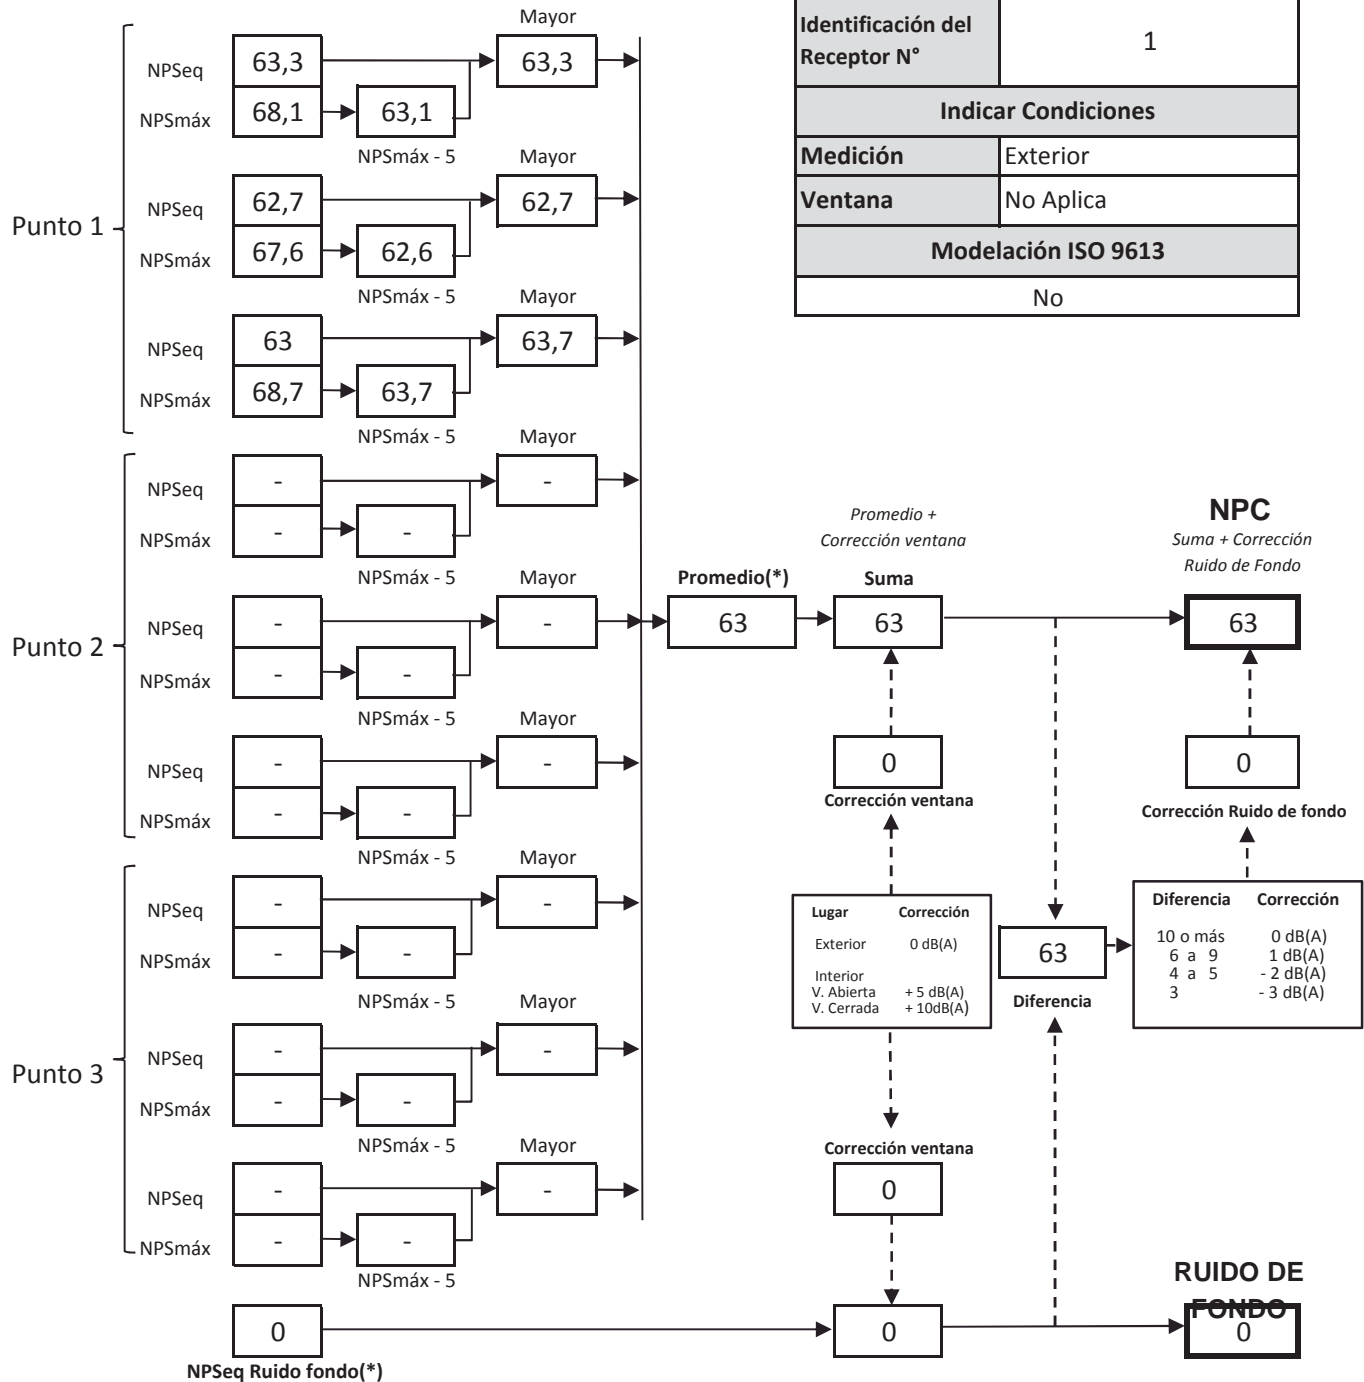 Identificación del
Receptor N°
1
Indicar Condiciones
Medición
Exterior
Ventana
No Aplica
Modelación ISO 9613
No
Punto 1
Mayor
NPSeq
63,3
63,3
NPSmáx
68,1
63,1
NPSmáx - 5
Mayor
NPSeq
62,7
62,7
NPSmáx
67,6
62,6
NPSmáx - 5
Mayor
NPSeq
63
63,7
NPSmáx
68,7
63,7
NPSmáx - 5
Punto 2
Mayor
NPSeq
-
-
NPSmáx
-
-
NPSmáx - 5
Mayor
NPSeq
-
-
NPSmáx
-
-
NPSmáx - 5
Mayor
NPSeq
-
-
NPSmáx
-
-
NPSmáx - 5
Punto 3
Mayor
NPSeq
-
-
NPSmáx
-
-
NPSmáx - 5
Mayor
NPSeq
-
-
NPSmáx
-
-
NPSmáx - 5
Mayor
NPSeq
-
-
NPSmáx
-
-
NPSmáx - 5
0
NPSeq Ruido fondo(*)
Promedio(*)
63
Promedio +
Corrección ventana
Suma
63
0
Corrección ventana
Lugar Corrección
Exterior 0 dB(A)
Interior
V. Abierta + 5 dB(A)
V. Cerrada + 10dB(A)
Corrección ventana
0
0
63
Diferencia
NPC
Suma + Corrección
Ruido de Fondo
63
0
Corrección Ruido de fondo
Diferencia Corrección
10 o más 0 dB(A)
6 a 9 1 dB(A)
4 a 5 - 2 dB(A)
3 - 3 dB(A)
RUIDO DE
FONDO
0